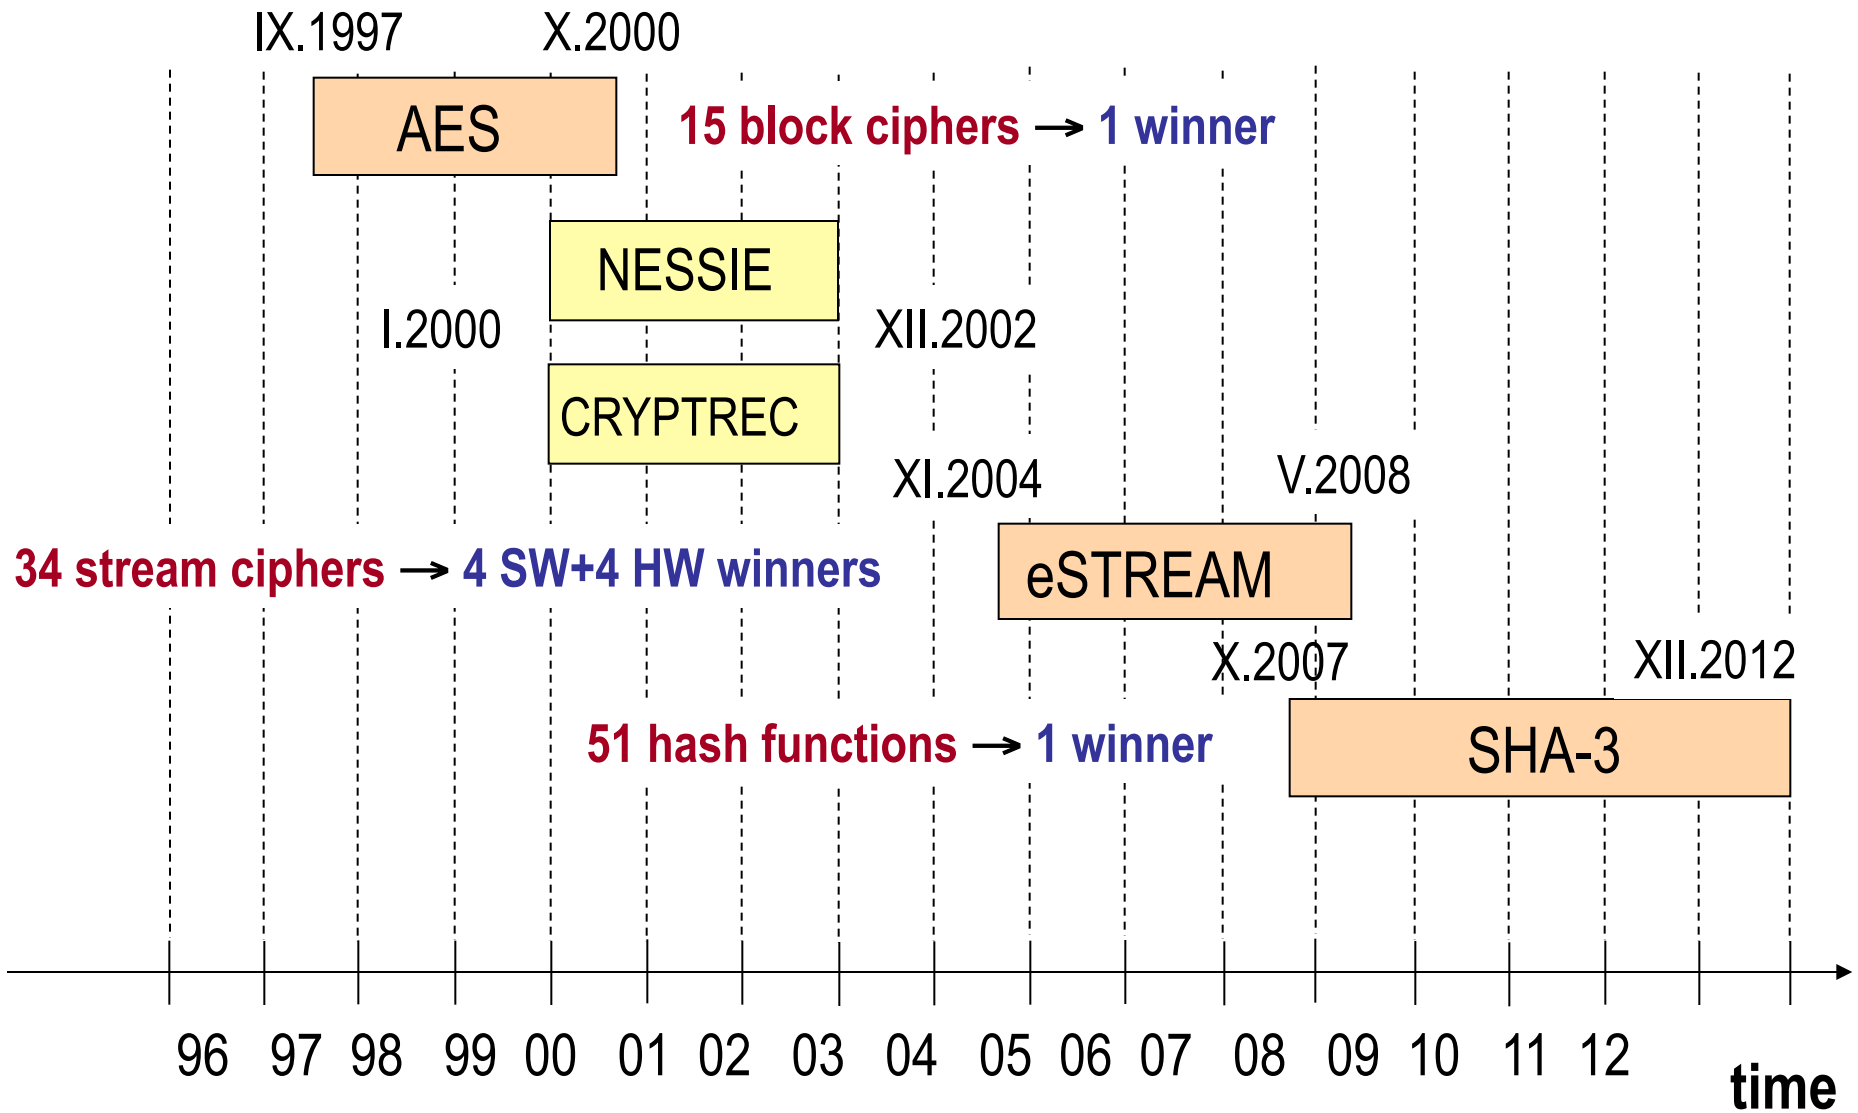 IX.1997 X.2000
AES
15 block ciphers → 1 winner
NESSIE
I.2000 XII.2002
CRYPTREC
XI.2004 V.2008
34 stream ciphers → 4 SW+4 HW winners
eSTREAM
X.2007 XII.2012
51 hash functions → 1 winner
SHA-3
96 97 98 99 00 01 02 03 04 05 06 07 08 09 10 11 12
time